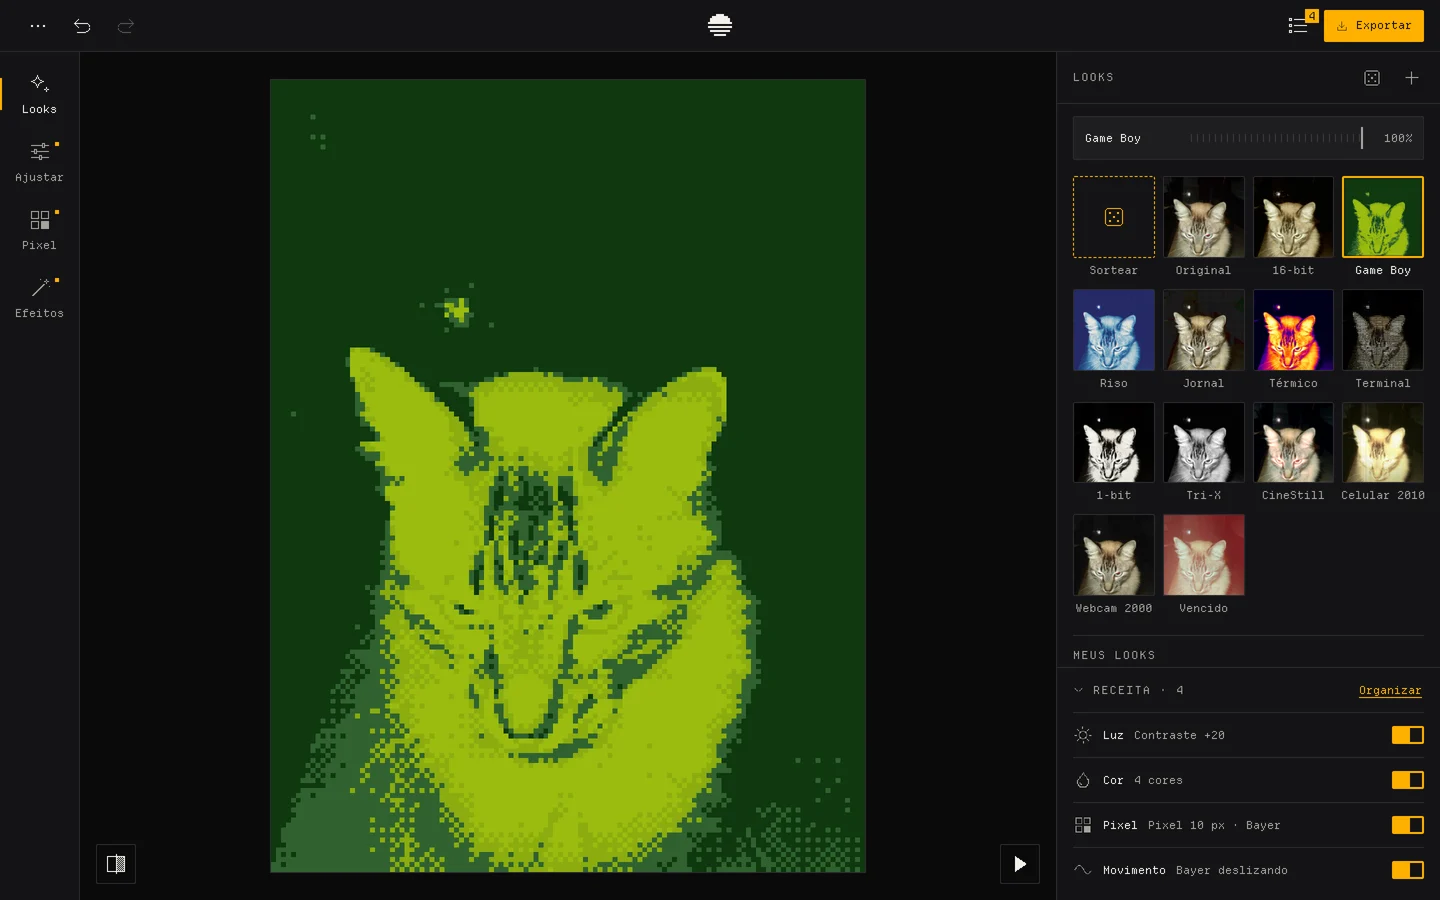 4
Exportar
Looks
Ajustar
Pixel
Efeitos
LOOKS
Game Boy 100%
Sortear Original 16-bit Game Boy
Riso Jornal Térmico Terminal
1-bit Tri-X CineStill Celular 2010
Webcam 2000 Vencido
MEUS LOOKS
RECEITA · 4 Organizar
Luz Contraste +20
Cor 4 cores
Pixel Pixel 10 px · Bayer
Movimento Bayer deslizando